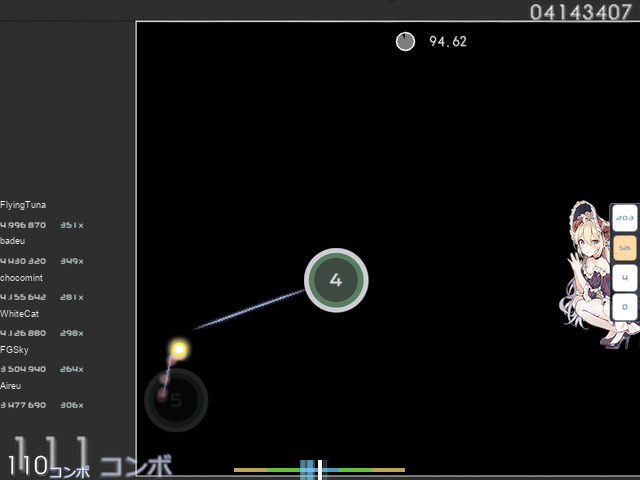 04143407
94.62
FlyingTuna
4 996 870 351x
badeu
4 430 320 349x
chocomint
4 155 642 281x
WhiteCat
4 126 880 298x
FGSky
3 504 940 264x
Aireu
3 477 690 306x
203
526
4
0
4
5
111コンボ
110コンボ